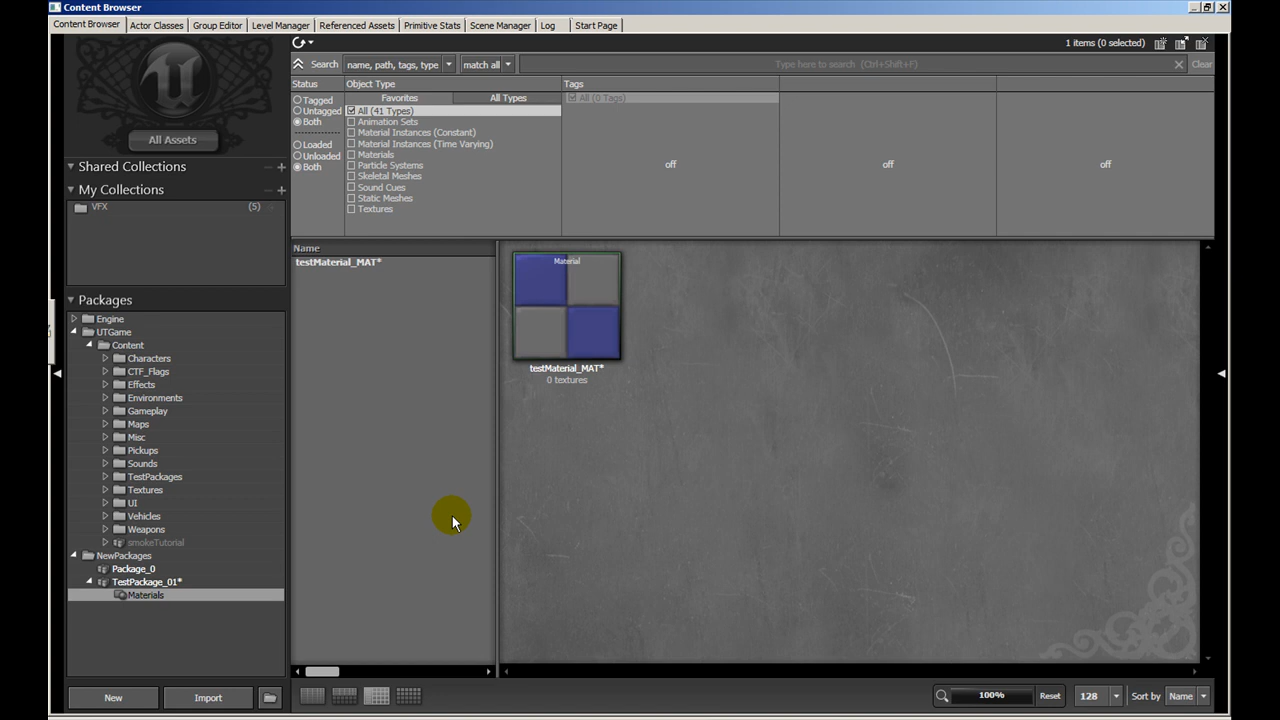 Content Browser
Content Browser Actor Classes Group Editor Level Manager Referenced Assets Primitive Stats Scene Manager Log Start Page
1 items (0 selected)
Search name, path, tags, type match all Type here to search (Ctrl+Shift+F) Clear
Status Object Type Tags
Tagged
Untagged
Both
Loaded
Unloaded
Both
Favorites All Types
All (41 Types)
Animation Sets
Material Instances (Constant)
Material Instances (Time Varying)
Materials
Particle Systems
Skeletal Meshes
Sound Cues
Static Meshes
Textures
All (0 Tags)
off off off
All Assets
Shared Collections
My Collections
VFX (5)
Packages
Engine
UTGame
Content
Characters
CTF_Flags
Effects
Environments
Gameplay
Maps
Misc
Pickups
Sounds
TestPackages
Textures
UI
Vehicles
Weapons
smokeTutorial
NewPackages
Package_0
TestPackage_01*
Materials
New Import
Name
testMaterial_MAT*
Material
testMaterial_MAT*
0 textures
100% Reset 128 Sort by Name